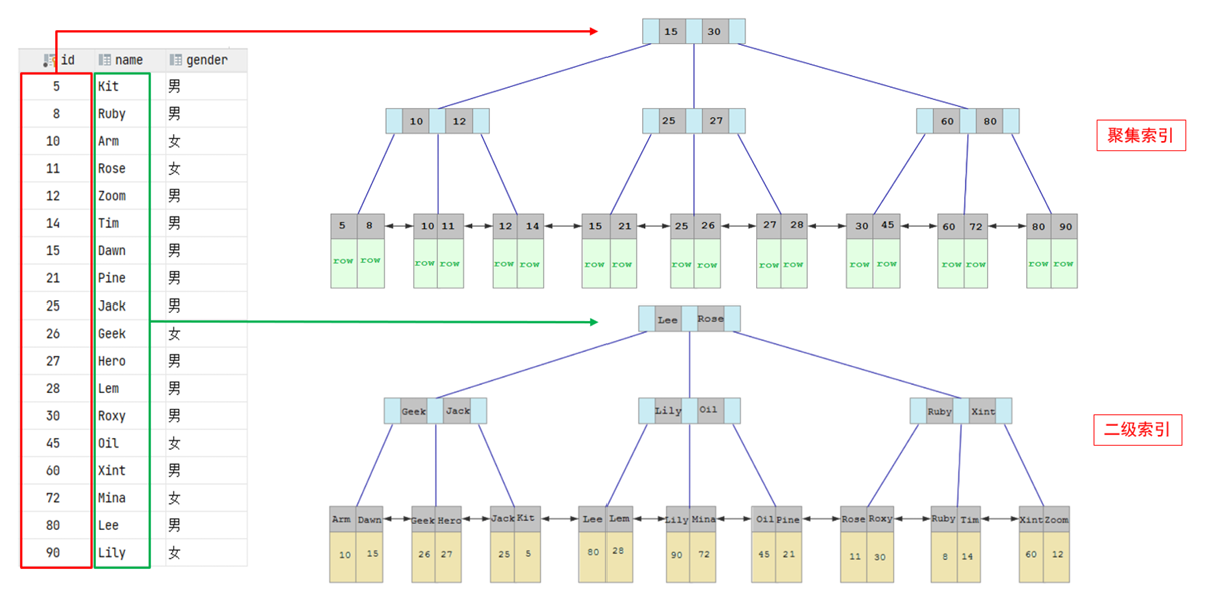 id name gender
5 Kit 男
8 Ruby 男
10 Arm 女
11 Rose 女
12 Zoom 男
14 Tim 男
15 Dawn 男
21 Pine 男
25 Jack 男
26 Geek 女
27 Hero 男
28 Lem 男
30 Roxy 男
45 Oil 女
60 Xint 男
72 Mina 女
80 Lee 男
90 Lily 女
15 30
10 12 25 27 60 80
聚集索引
5 8 10 11 12 14 15 21 25 26 27 28 30 45 60 72 80 90
row row row row row row row row row row row row row row row row row row
Lee Rose
Geek Jack Lily Oil Ruby Xint
二级索引
Arm Dawn Geek Hero Jack Kit Lee Lem Lily Mina Oil Pine Rose Roxy Ruby Tim Xint Zoom
10 15 26 27 25 5 80 28 90 72 45 21 11 30 8 14 60 12